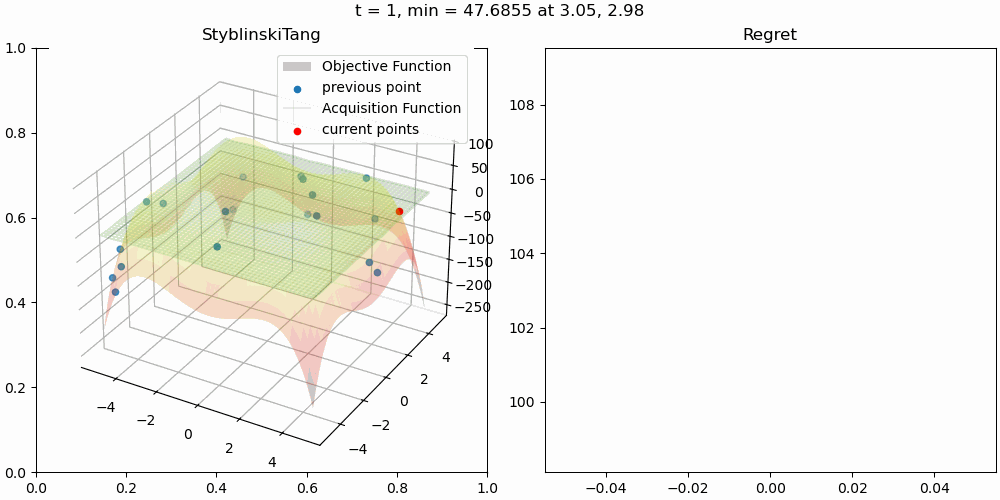 t = 1, min = 47.6855 at 3.05, 2.98
StyblinskiTang
Objective Function
previous point
Acquisition Function
current points
1.0
0.8
0.6
0.4
0.2
0.0
0.0 0.2 0.4 0.6 0.8 1.0
100
50
0
−50
−100
−150
−200
−250
−4 −2 0 2 4
4
2
0
−2
−4
Regret
108
106
104
102
100
−0.04 −0.02 0.00 0.02 0.04